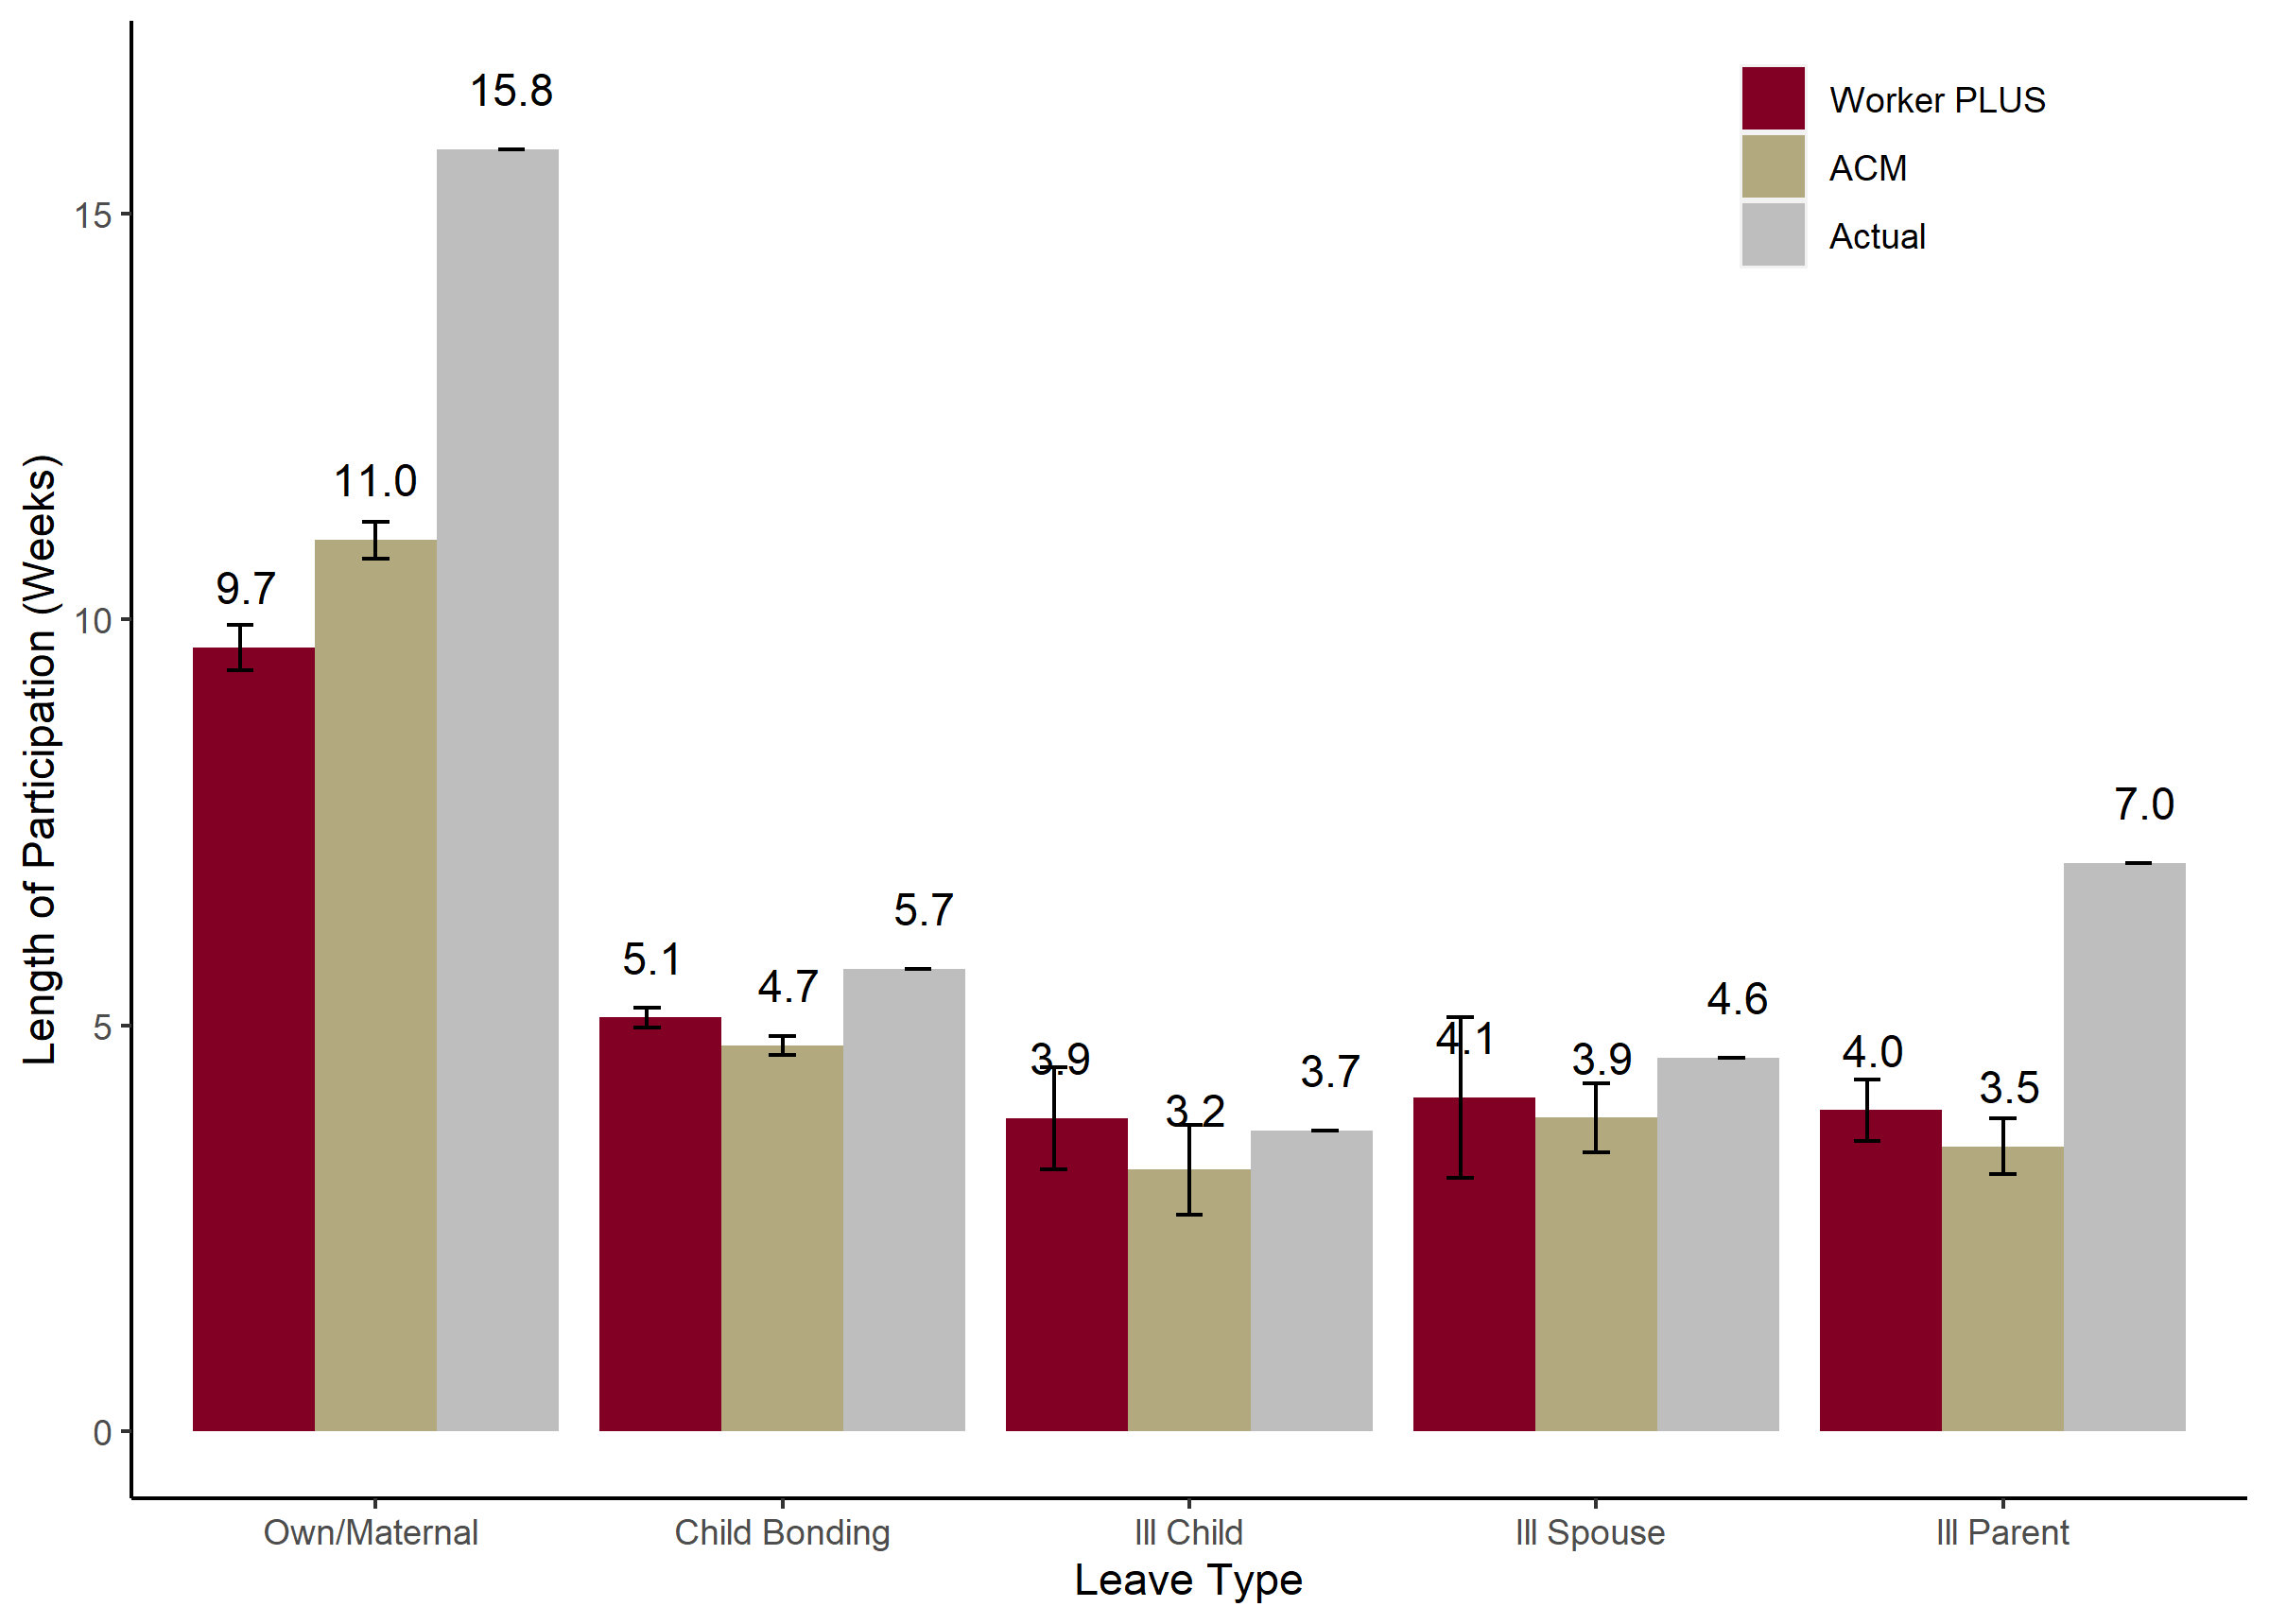 Worker PLUS
ACM
Actual
Length of Participation (Weeks)
15
10
5
0
9.7
11.0
15.8
5.1
4.7
5.7
3.9
3.2
3.7
4.1
3.9
4.6
4.0
3.5
7.0
Own/Maternal
Child Bonding
Ill Child
Ill Spouse
Ill Parent
Leave Type